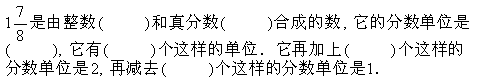 1 7/8 是由整数(    )和真分数(    )合成的数, 它的分数单位是
(    ), 它有(    )个这样的单位. 它再加上(    )个这样的
分数单位是2, 再减去(    )个这样的分数单位是1.